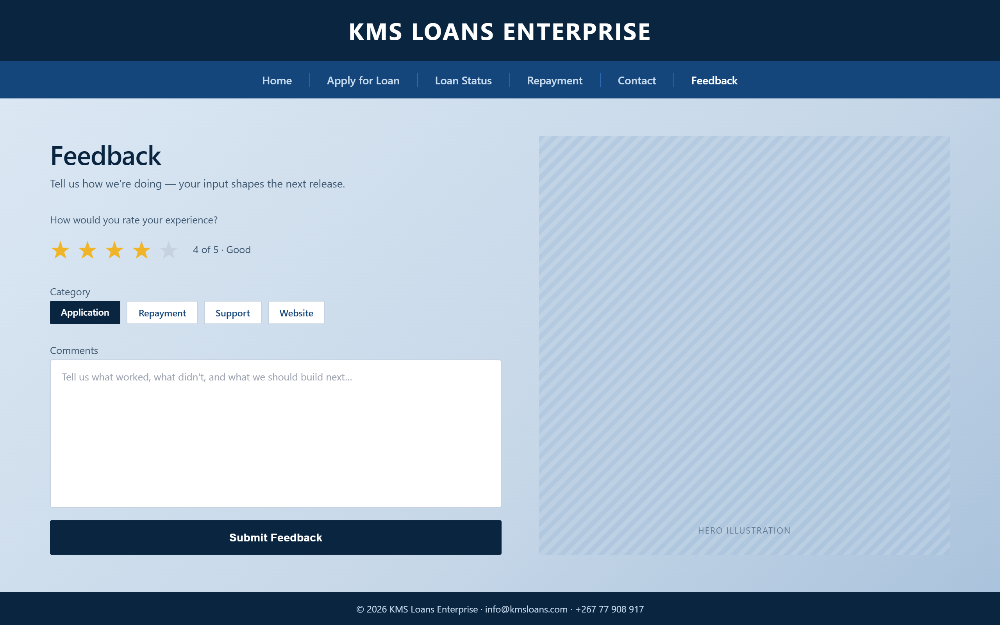 KMS LOANS ENTERPRISE
Home Apply for Loan Loan Status Repayment Contact Feedback
Feedback
Tell us how we're doing — your input shapes the next release.
How would you rate your experience?
4 of 5 · Good
Category
Application Repayment Support Website
Comments
Tell us what worked, what didn't, and what we should build next...
Submit Feedback
HERO ILLUSTRATION
© 2026 KMS Loans Enterprise · info@kmsloans.com · +267 77 908 917